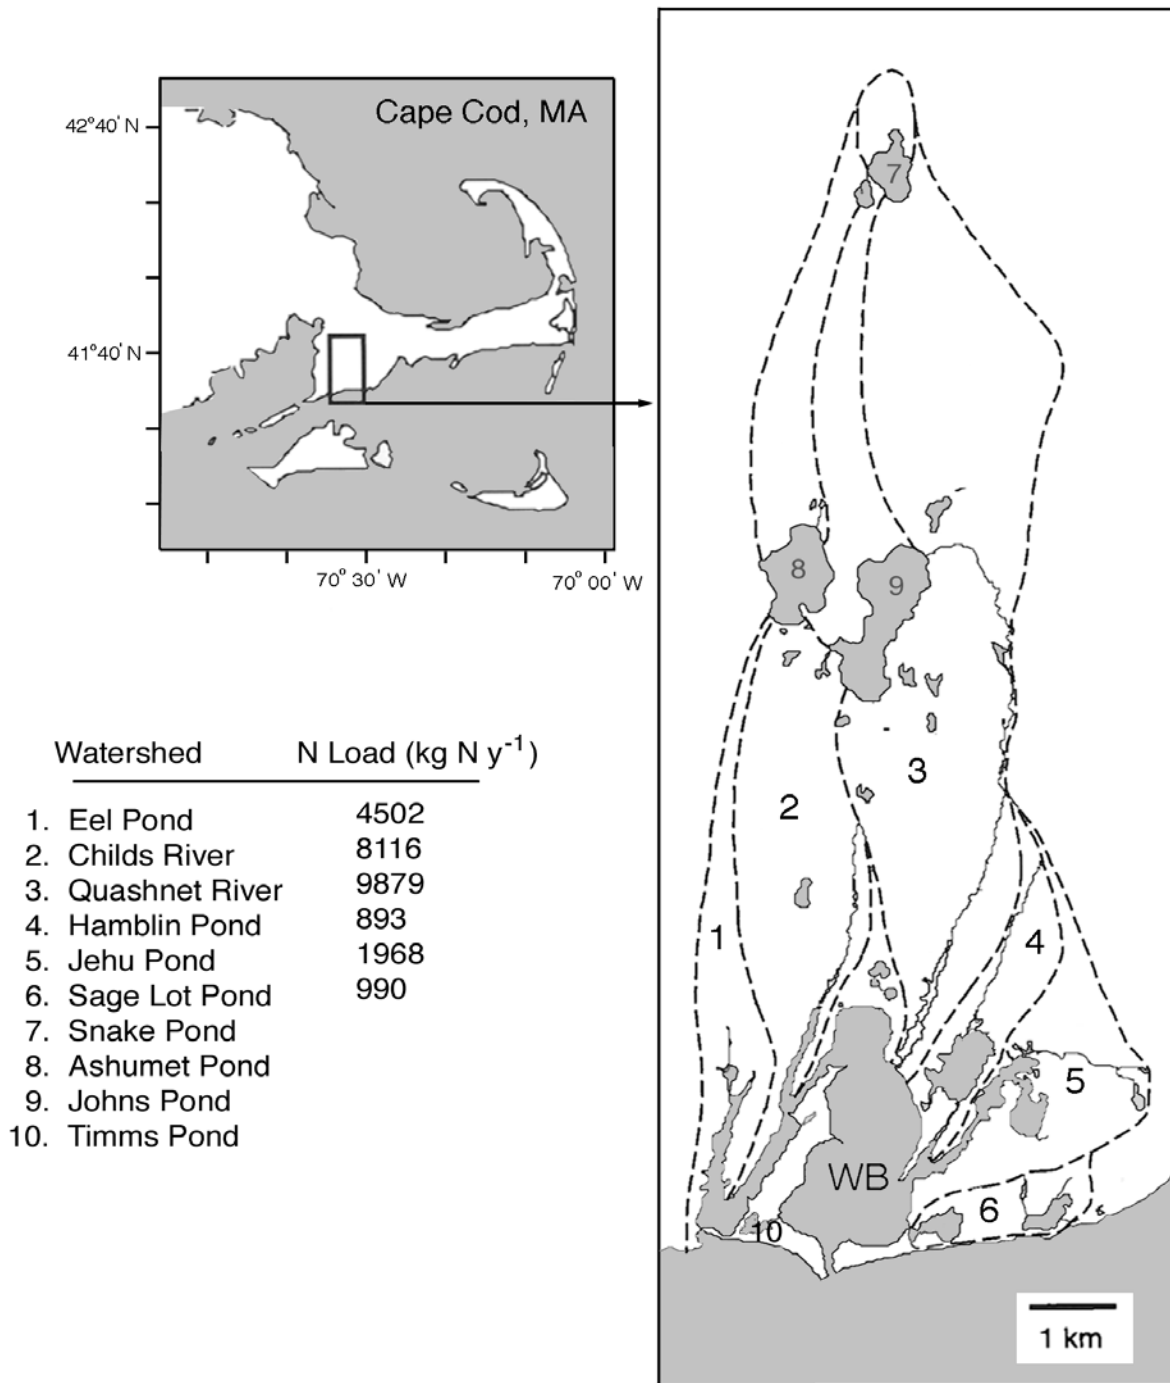 Cape Cod, MA
42°40' N
41°40' N
70° 30' W
70° 00' W
Watershed N Load (kg N y⁻¹)
1. Eel Pond 4502
2. Childs River 8116
3. Quashnet River 9879
4. Hamblin Pond 893
5. Jehu Pond 1968
6. Sage Lot Pond 990
7. Snake Pond
8. Ashumet Pond
9. Johns Pond
10. Timms Pond
7
8
9
3
2
1
4
5
WB
6
10
1 km